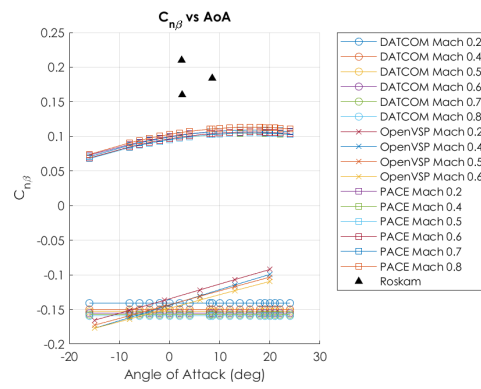 C_nβ vs AoA
0.25
0.2
0.15
0.1
0.05
0
-0.05
-0.1
-0.15
-0.2
C_nβ
-20
-10
0
10
20
30
Angle of Attack (deg)
DATCOM Mach 0.2
DATCOM Mach 0.4
DATCOM Mach 0.5
DATCOM Mach 0.6
DATCOM Mach 0.7
DATCOM Mach 0.8
OpenVSP Mach 0.2
OpenVSP Mach 0.4
OpenVSP Mach 0.5
OpenVSP Mach 0.6
PACE Mach 0.2
PACE Mach 0.4
PACE Mach 0.5
PACE Mach 0.6
PACE Mach 0.7
PACE Mach 0.8
Roskam